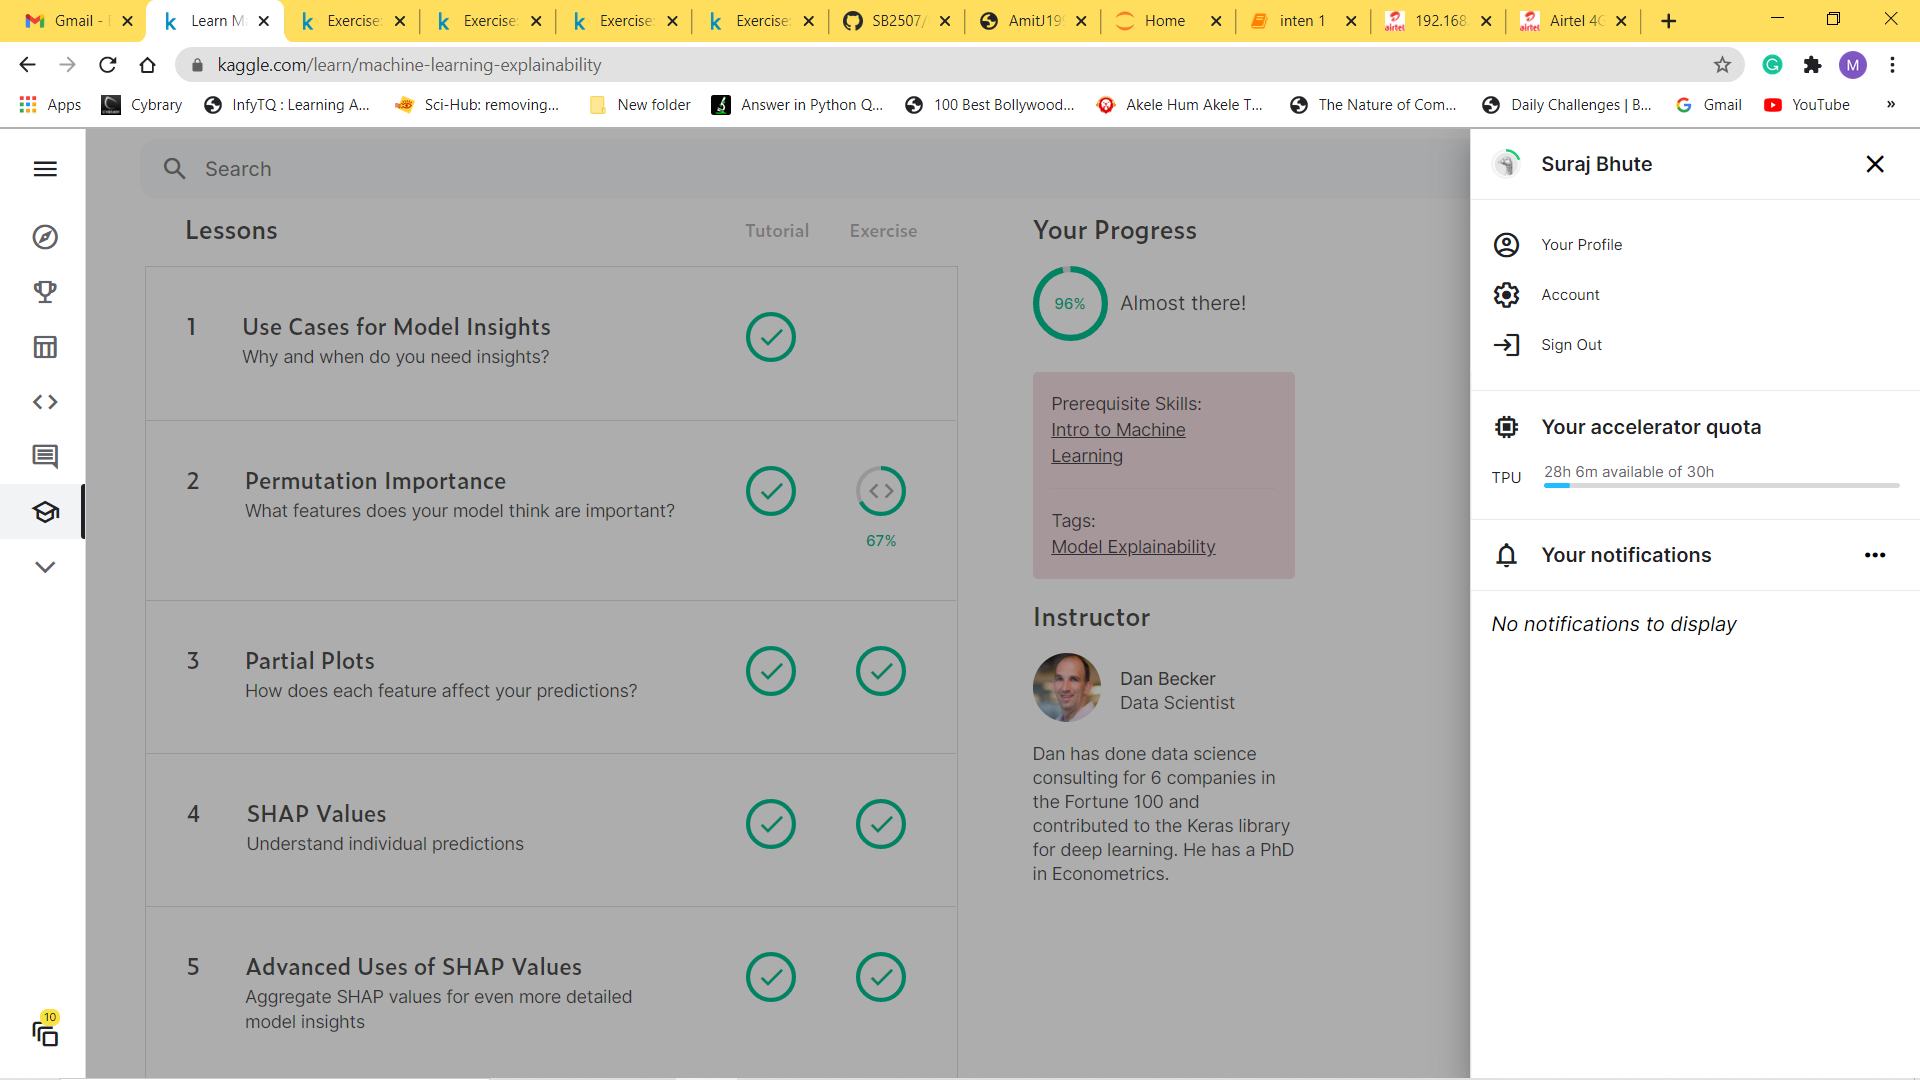 Gmail - E
Learn Ma
Exercise:
Exercise:
Exercise:
Exercise:
SB2507/
AmitJ199
Home
inten 1
192.168.
Airtel 4G
kaggle.com/learn/machine-learning-explainability
M
Apps
Cybrary
InfyTQ : Learning A...
Sci-Hub: removing...
New folder
Answer in Python Q...
100 Best Bollywood...
Akele Hum Akele T...
The Nature of Com...
Daily Challenges | B...
Gmail
YouTube
»
Search
Lessons
Tutorial
Exercise
1
Use Cases for Model Insights
Why and when do you need insights?
2
Permutation Importance
What features does your model think are important?
67%
3
Partial Plots
How does each feature affect your predictions?
4
SHAP Values
Understand individual predictions
5
Advanced Uses of SHAP Values
Aggregate SHAP values for even more detailed
model insights
10
Your Progress
96%
Almost there!
Prerequisite Skills:
Intro to Machine
Learning
Tags:
Model Explainability
Instructor
Dan Becker
Data Scientist
Dan has done data science
consulting for 6 companies in
the Fortune 100 and
contributed to the Keras library
for deep learning. He has a PhD
in Econometrics.
Suraj Bhute
Your Profile
Account
Sign Out
Your accelerator quota
TPU
28h 6m available of 30h
Your notifications
No notifications to display